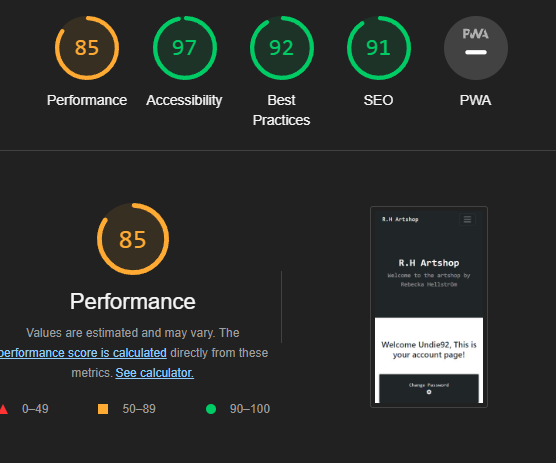 85 97 92 91 PWA
Performance Accessibility Best Practices SEO PWA
85
Performance
Values are estimated and may vary. The
performance score is calculated directly from these
metrics. See calculator.
0–49 50–89 90–100
R.H Artshop
R.H Artshop
Welcome to the artshop by
Rebecka Hellström
Welcome Undie92, This is
your account page!
Change Password